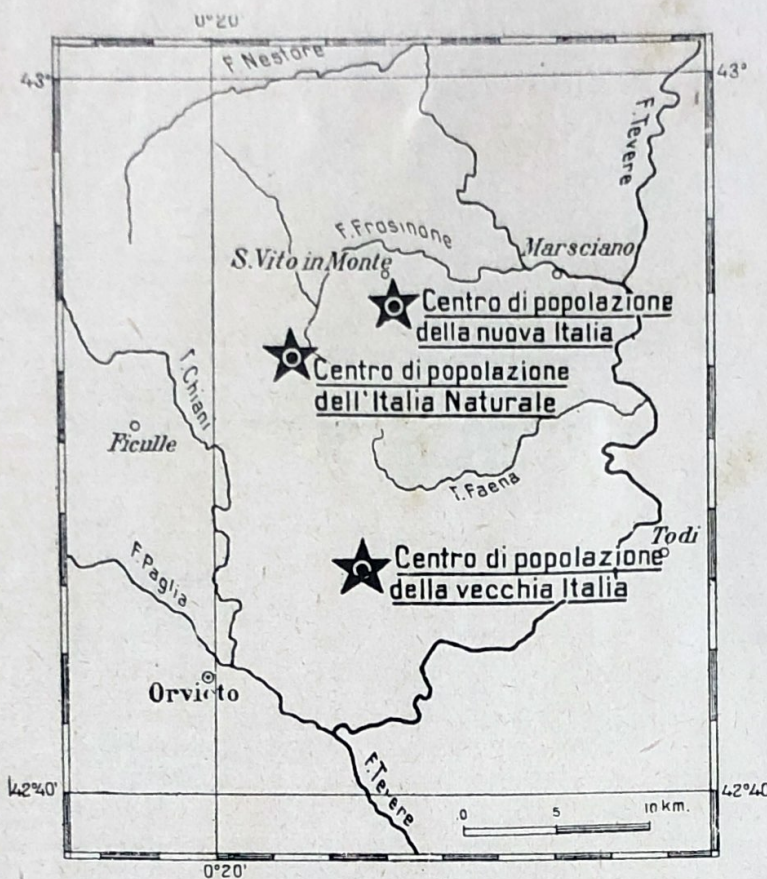 0°20'
F. Nestore
43°
43°
F. Tevere
F. Frosinone
Marsciano
S. Vito in Monte
Centro di popolazione
della nuova Italia
Centro di popolazione
dell'Italia Naturale
T. Chiani
Ficulle
T. Faena
Todi
Centro di popolazione
della vecchia Italia
F. Paglia
Orvieto
F. Tevere
42°40'
42°40
0 5 10 km.
0°20'